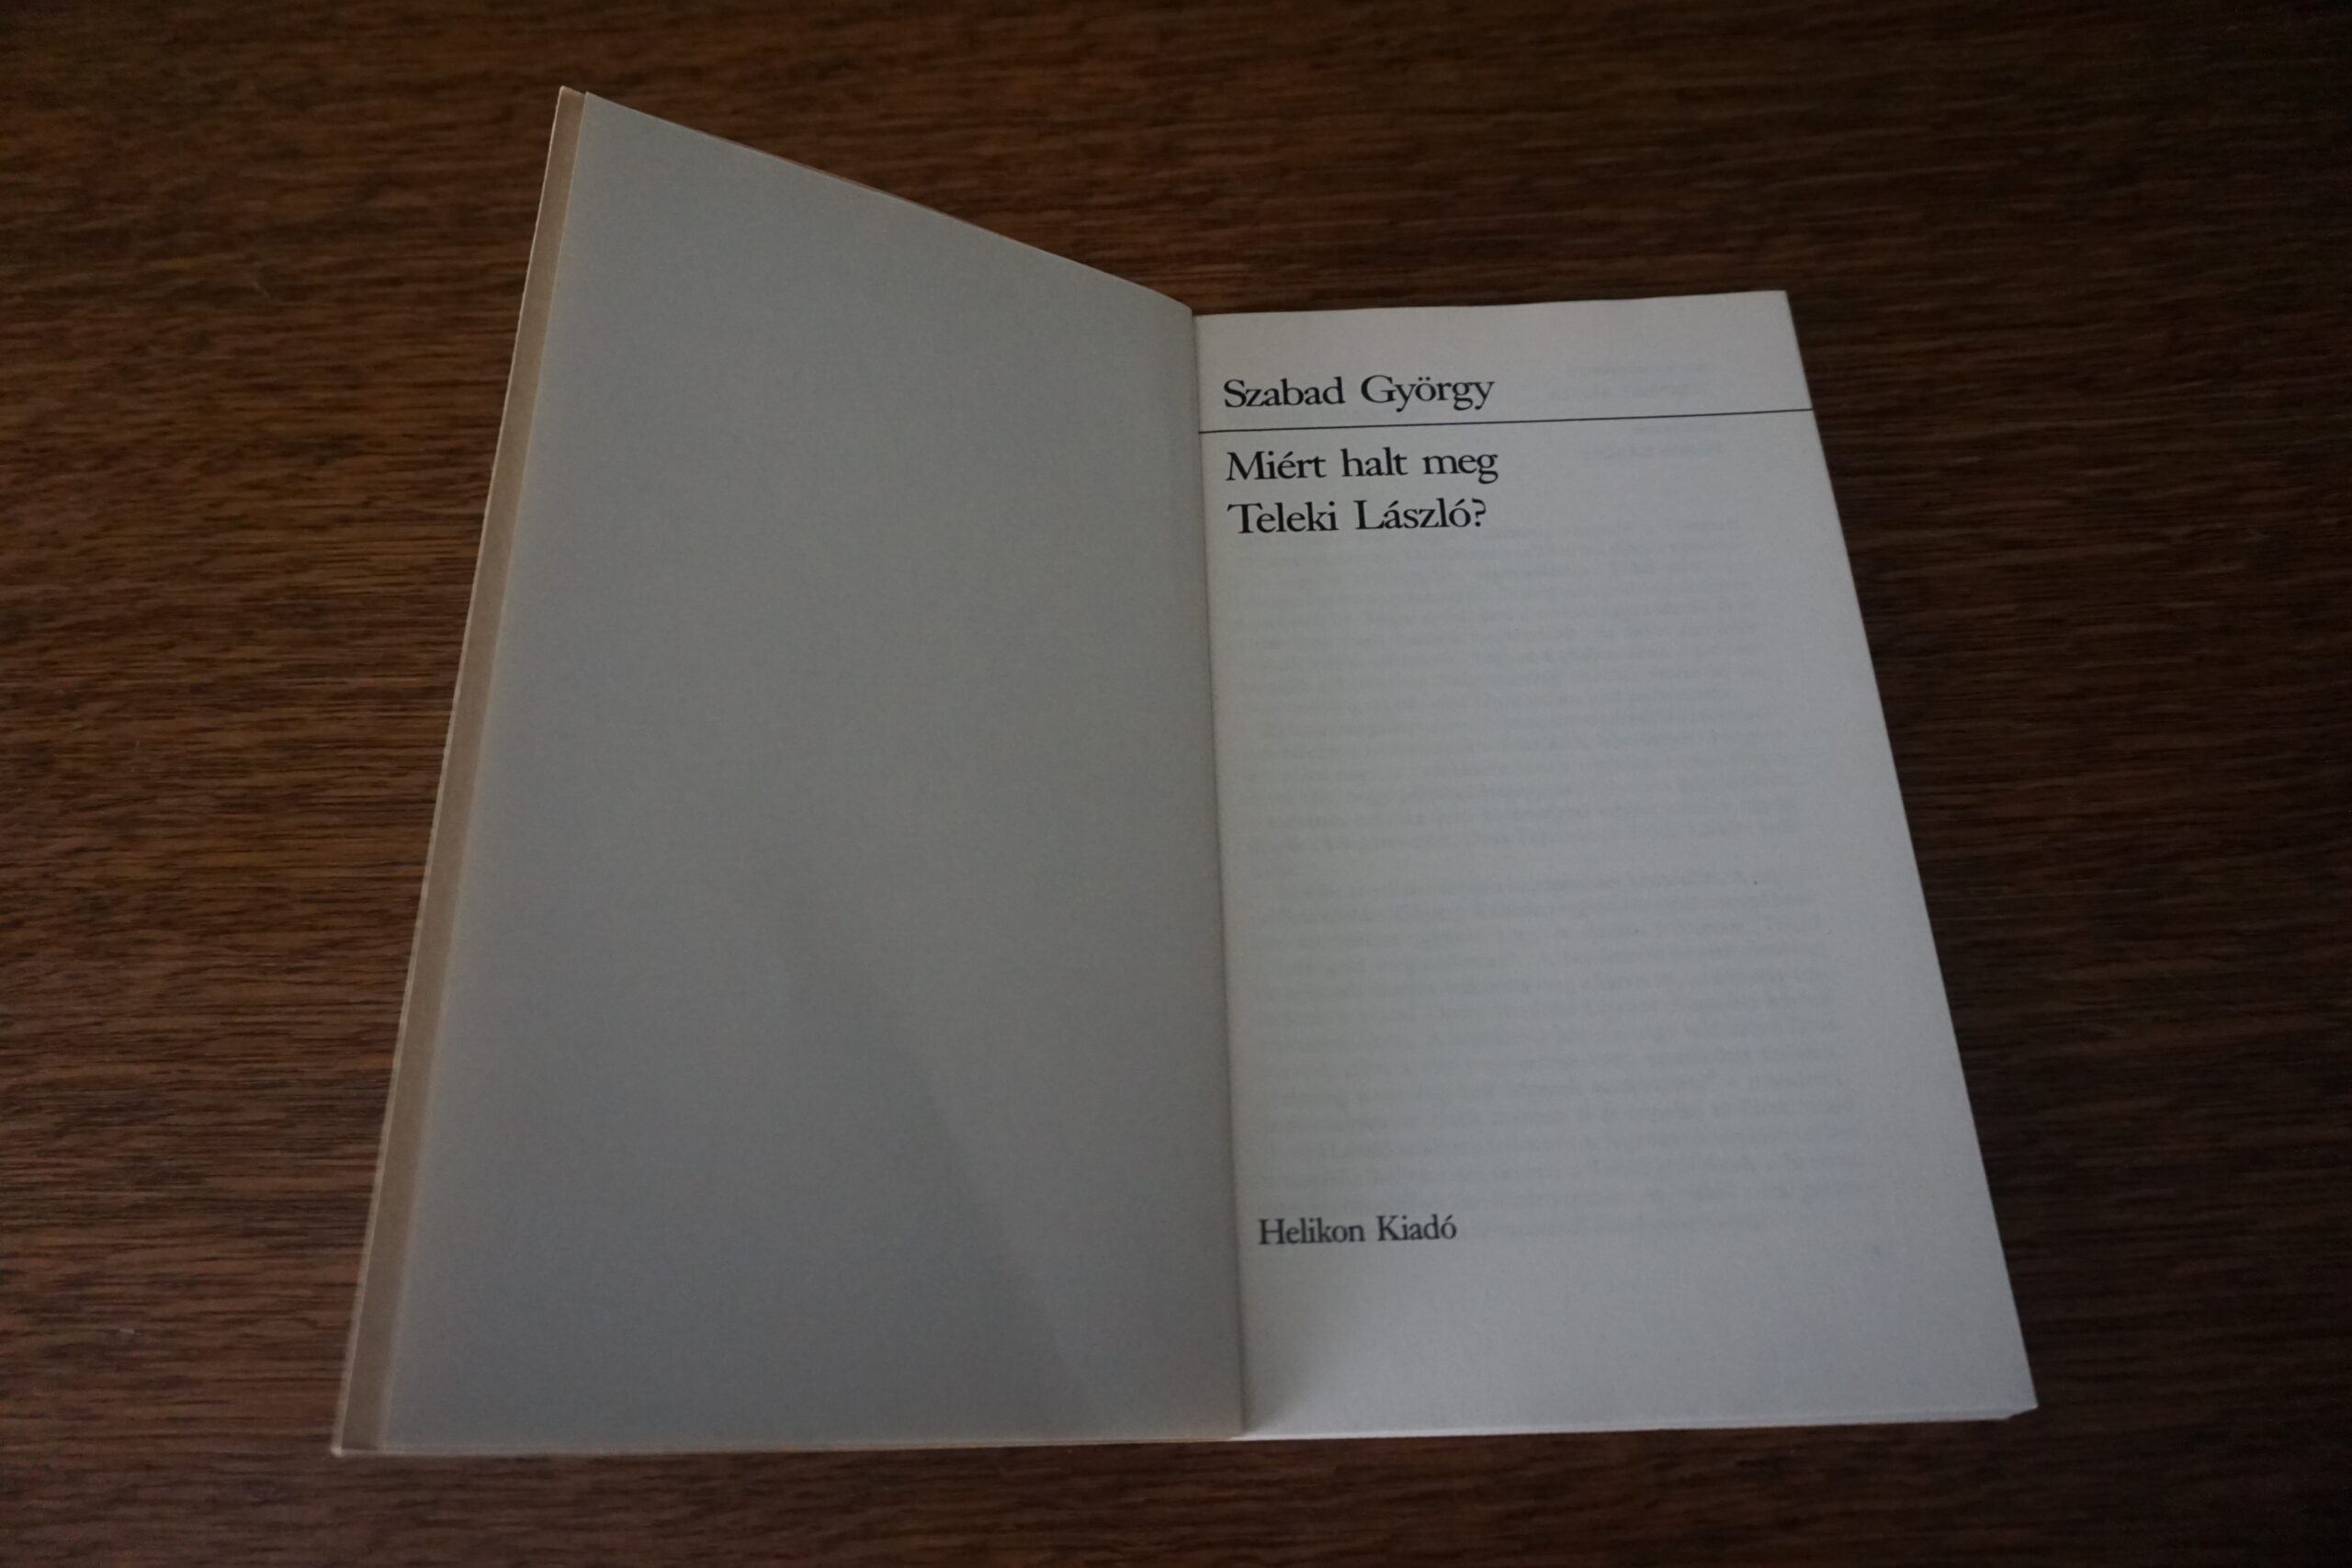 Szabad György
Miért halt meg
Teleki László?
Helikon Kiadó